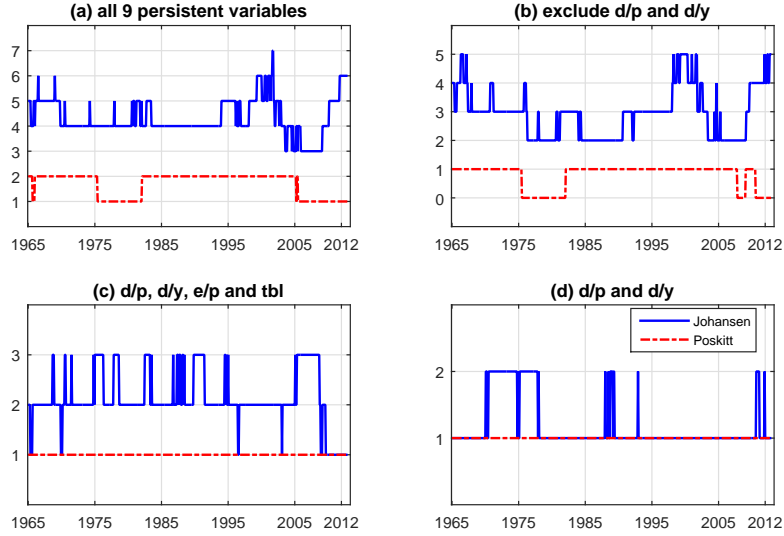 (a) all 9 persistent variables
7
6
5
4
3
2
1
1965 1975 1985 1995 2005 2012
(b) exclude d/p and d/y
5
4
3
2
1
0
1965 1975 1985 1995 2005 2012
(c) d/p, d/y, e/p and tbl
3
2
1
1965 1975 1985 1995 2005 2012
(d) d/p and d/y
Johansen
Poskitt
2
1
1965 1975 1985 1995 2005 2012